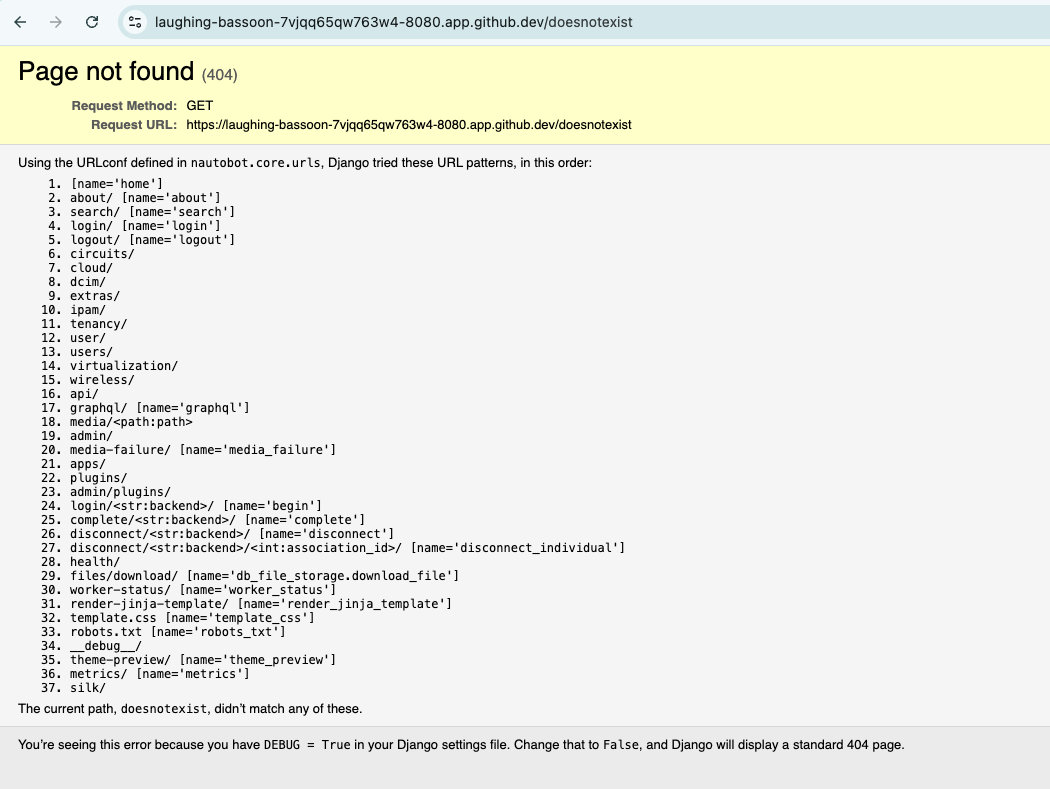 laughing-bassoon-7vjqq65qw763w4-8080.app.github.dev/doesnotexist
Page not found (404)
Request Method: GET
Request URL: https://laughing-bassoon-7vjqq65qw763w4-8080.app.github.dev/doesnotexist
Using the URLconf defined in nautobot.core.urls, Django tried these URL patterns, in this order:
1. [name='home']
2. about/ [name='about']
3. search/ [name='search']
4. login/ [name='login']
5. logout/ [name='logout']
6. circuits/
7. cloud/
8. dcim/
9. extras/
10. ipam/
11. tenancy/
12. user/
13. users/
14. virtualization/
15. wireless/
16. api/
17. graphql/ [name='graphql']
18. media/<path:path>
19. admin/
20. media-failure/ [name='media_failure']
21. apps/
22. plugins/
23. admin/plugins/
24. login/<str:backend>/ [name='begin']
25. complete/<str:backend>/ [name='complete']
26. disconnect/<str:backend>/ [name='disconnect']
27. disconnect/<str:backend>/<int:association_id>/ [name='disconnect_individual']
28. health/
29. files/download/ [name='db_file_storage.download_file']
30. worker-status/ [name='worker_status']
31. render-jinja-template/ [name='render_jinja_template']
32. template.css [name='template_css']
33. robots.txt [name='robots_txt']
34. __debug__/
35. theme-preview/ [name='theme_preview']
36. metrics/ [name='metrics']
37. silk/
The current path, doesnotexist, didn't match any of these.
You're seeing this error because you have DEBUG = True in your Django settings file. Change that to False, and Django will display a standard 404 page.